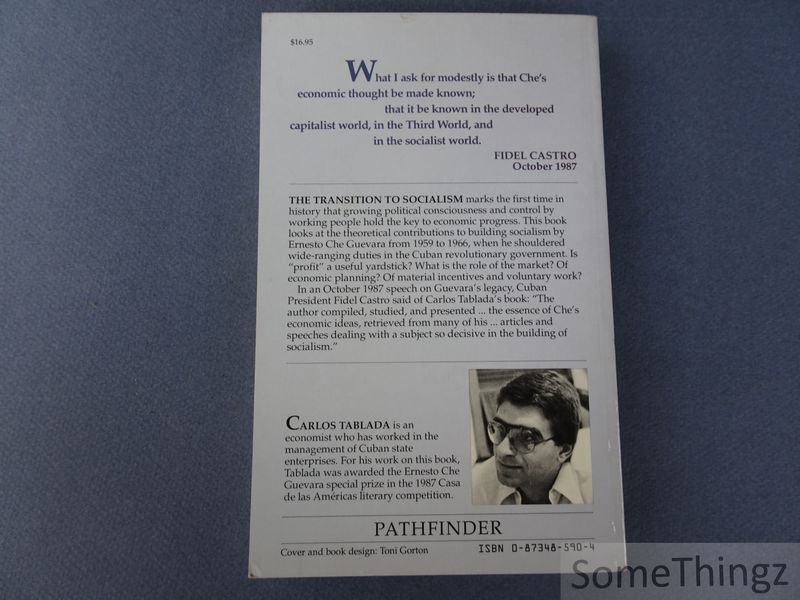 $16.95
What I ask for modestly is that Che's
economic thought be made known;
that it be known in the developed
capitalist world, in the Third World, and
in the socialist world.
FIDEL CASTRO
October 1987
THE TRANSITION TO SOCIALISM marks the first time in
history that growing political consciousness and control by
working people hold the key to economic progress. This book
looks at the theoretical contributions to building socialism by
Ernesto Che Guevara from 1959 to 1966, when he shouldered
wide-ranging duties in the Cuban revolutionary government. Is
"profit" a useful yardstick? What is the role of the market? Of
economic planning? Of material incentives and voluntary work?
In an October 1987 speech on Guevara's legacy, Cuban
President Fidel Castro said of Carlos Tablada's book: "The
author compiled, studied, and presented ... the essence of Che's
economic ideas, retrieved from many of his ... articles and
speeches dealing with a subject so decisive in the building of
socialism."
CARLOS TABLADA is an
economist who has worked in the
management of Cuban state
enterprises. For his work on this book,
Tablada was awarded the Ernesto Che
Guevara special prize in the 1987 Casa
de las Américas literary competition.
PATHFINDER
Cover and book design: Toni Gorton
ISBN 0-87348-590-4
SomeThingz